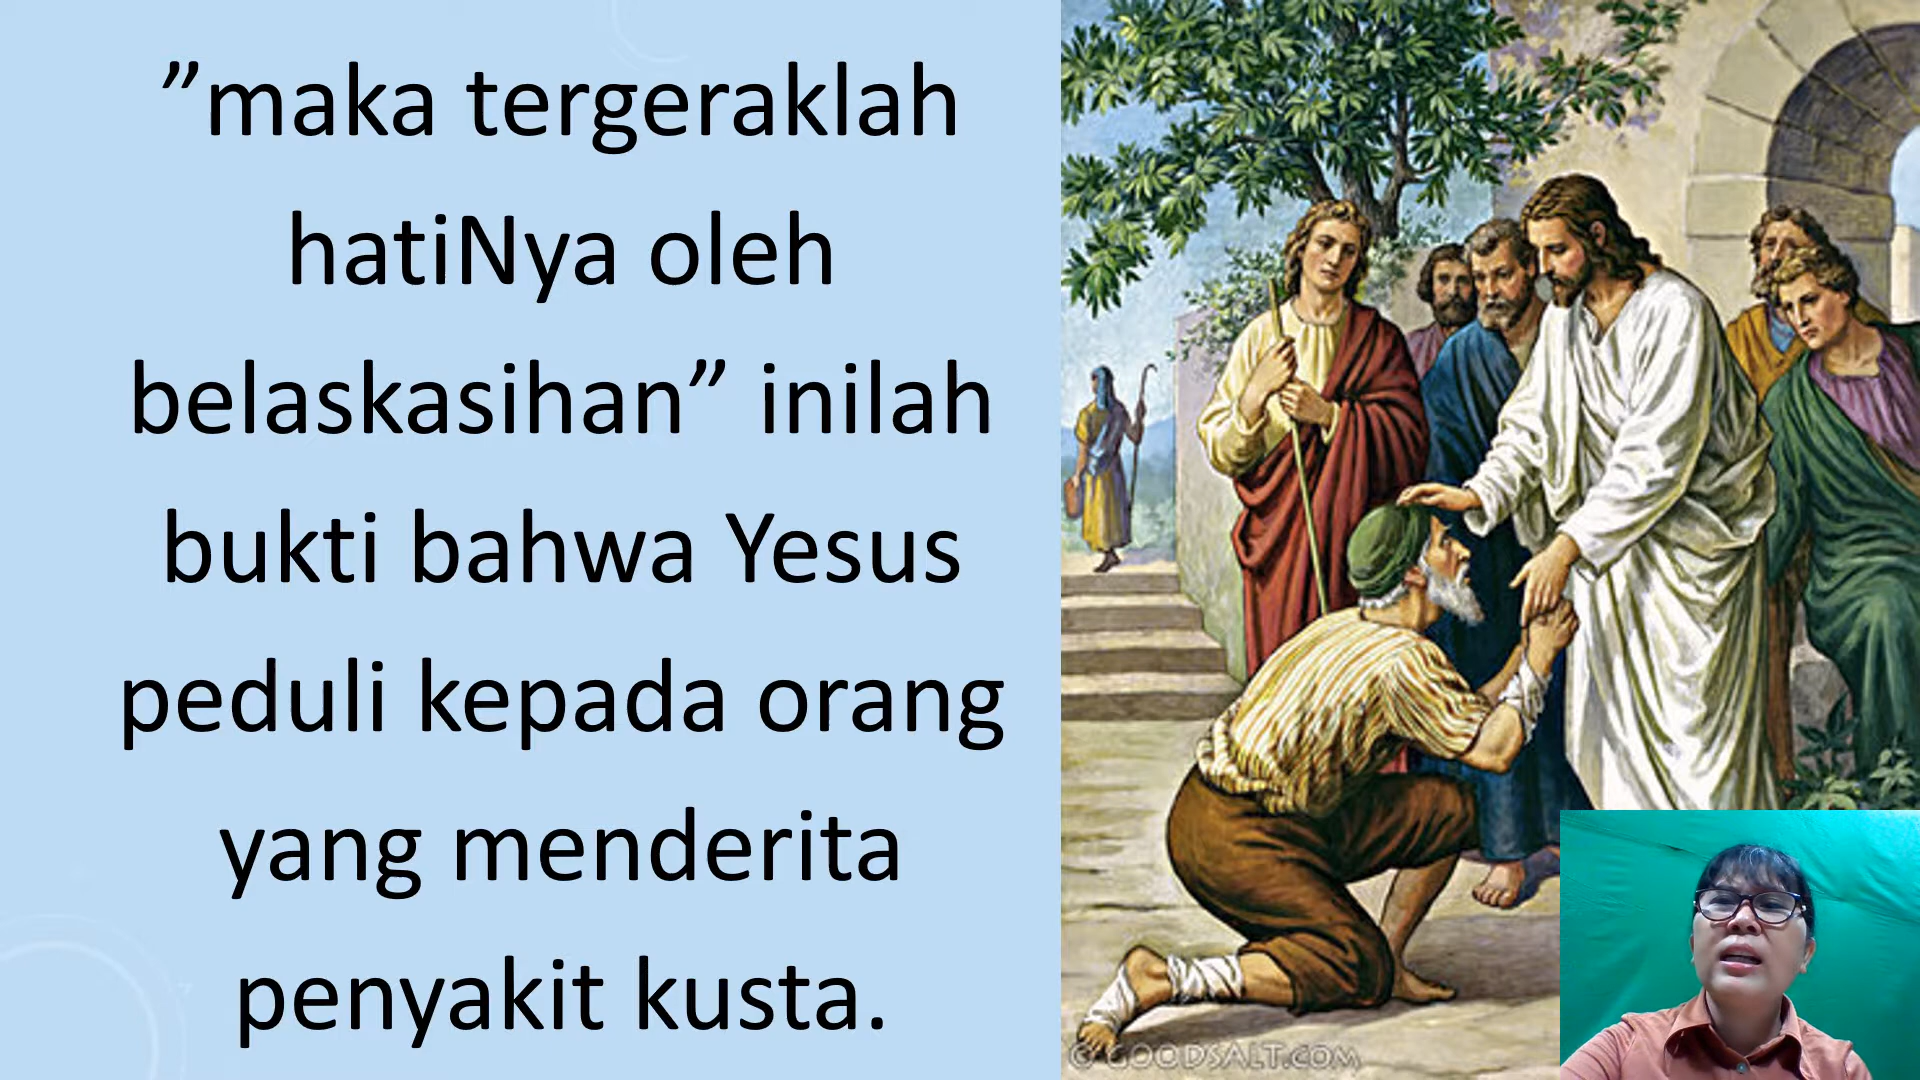 ”maka tergeraklah
hatiNya oleh
belaskasihan” inilah
bukti bahwa Yesus
peduli kepada orang
yang menderita
penyakit kusta.
© GOODSALT.COM